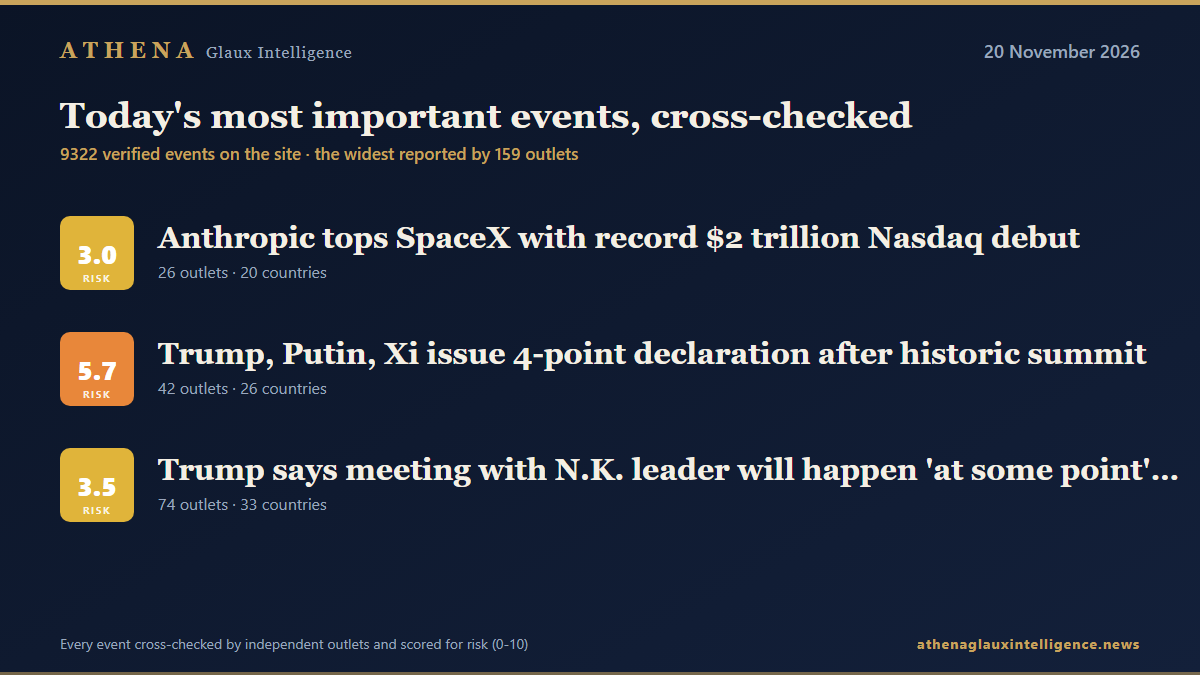 ATHENA Glaux Intelligence
20 November 2026
Today's most important events, cross-checked
9322 verified events on the site · the widest reported by 159 outlets
3.0
RISK
Anthropic tops SpaceX with record $2 trillion Nasdaq debut
26 outlets · 20 countries
5.7
RISK
Trump, Putin, Xi issue 4-point declaration after historic summit
42 outlets · 26 countries
3.5
RISK
Trump says meeting with N.K. leader will happen 'at some point'...
74 outlets · 33 countries
Every event cross-checked by independent outlets and scored for risk (0-10)
athenaglauxintelligence.news